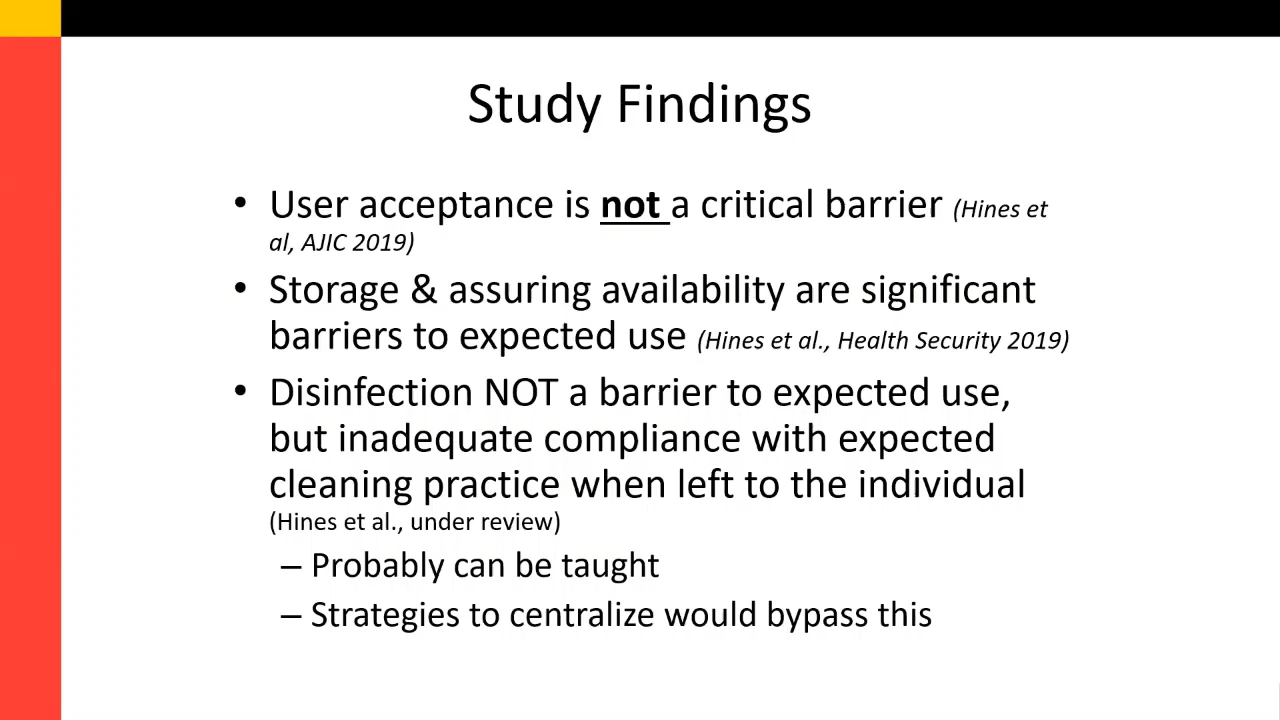 Study Findings
• User acceptance is not a critical barrier (Hines et
al, AJIC 2019)
• Storage & assuring availability are significant
barriers to expected use (Hines et al., Health Security 2019)
• Disinfection NOT a barrier to expected use,
but inadequate compliance with expected
cleaning practice when left to the individual
(Hines et al., under review)
– Probably can be taught
– Strategies to centralize would bypass this